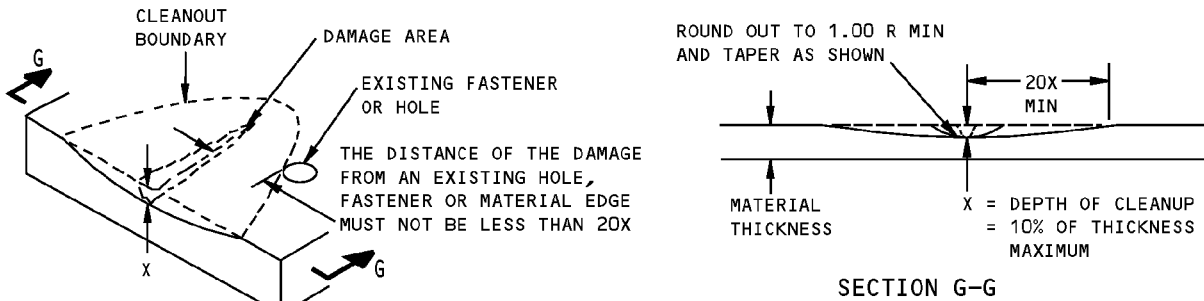 CLEANOUT
BOUNDARY
DAMAGE AREA
G
EXISTING FASTENER
OR HOLE
THE DISTANCE OF THE DAMAGE
FROM AN EXISTING HOLE,
FASTENER OR MATERIAL EDGE
MUST NOT BE LESS THAN 20X
X
G
ROUND OUT TO 1.00 R MIN
AND TAPER AS SHOWN
20X
MIN
MATERIAL
THICKNESS
X = DEPTH OF CLEANUP
= 10% OF THICKNESS
MAXIMUM
SECTION G-G